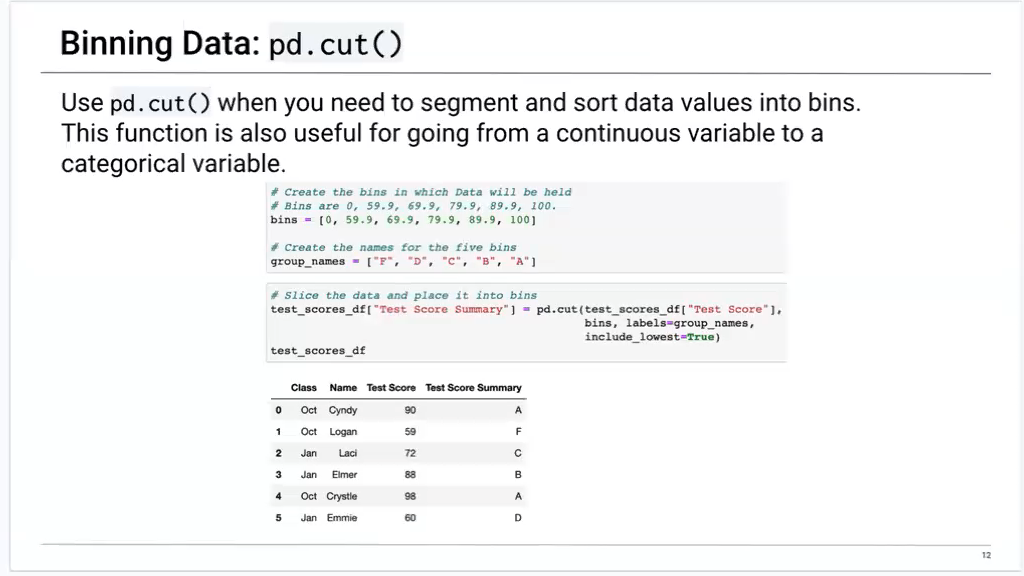 Binning Data: pd.cut()
Use pd.cut() when you need to segment and sort data values into bins.
This function is also useful for going from a continuous variable to a
categorical variable.
# Create the bins in which Data will be held
# Bins are 0, 59.9, 69.9, 79.9, 89.9, 100.
bins = [0, 59.9, 69.9, 79.9, 89.9, 100]
# Create the names for the five bins
group_names = ["F", "D", "C", "B", "A"]
# Slice the data and place it into bins
test_scores_df["Test Score Summary"] = pd.cut(test_scores_df["Test Score"],
bins, labels=group_names,
include_lowest=True)
test_scores_df
Class Name Test Score Test Score Summary
0 Oct Cyndy 90 A
1 Oct Logan 59 F
2 Jan Laci 72 C
3 Jan Elmer 88 B
4 Oct Crystle 98 A
5 Jan Emmie 60 D
12